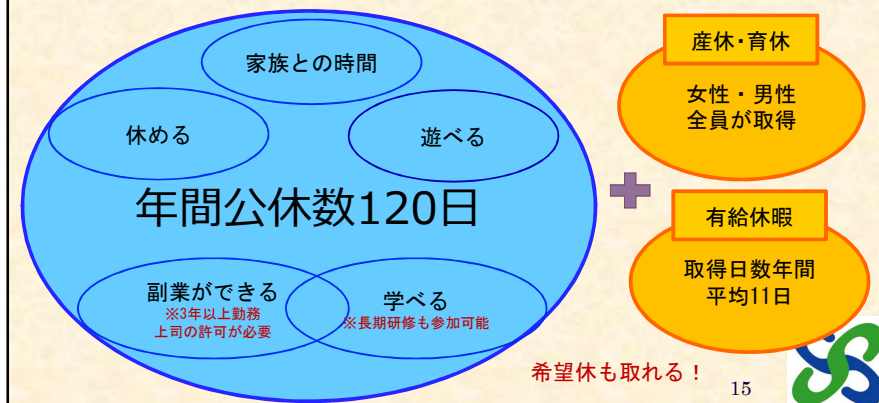 家族との時間
休める
遊べる
年間公休数120日
副業ができる
※3年以上勤務
上司の許可が必要
学べる
※長期研修も参加可能
産休・育休
女性・男性
全員が取得
有給休暇
取得日数年間
平均11日
希望休も取れる!
15